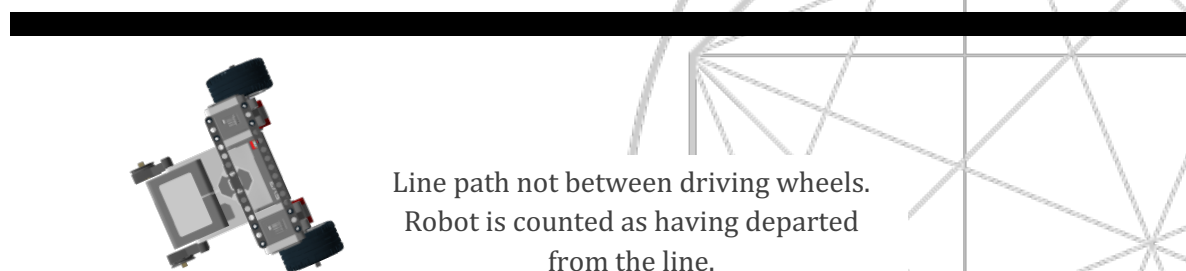 Line path not between driving wheels.
Robot is counted as having departed
from the line.